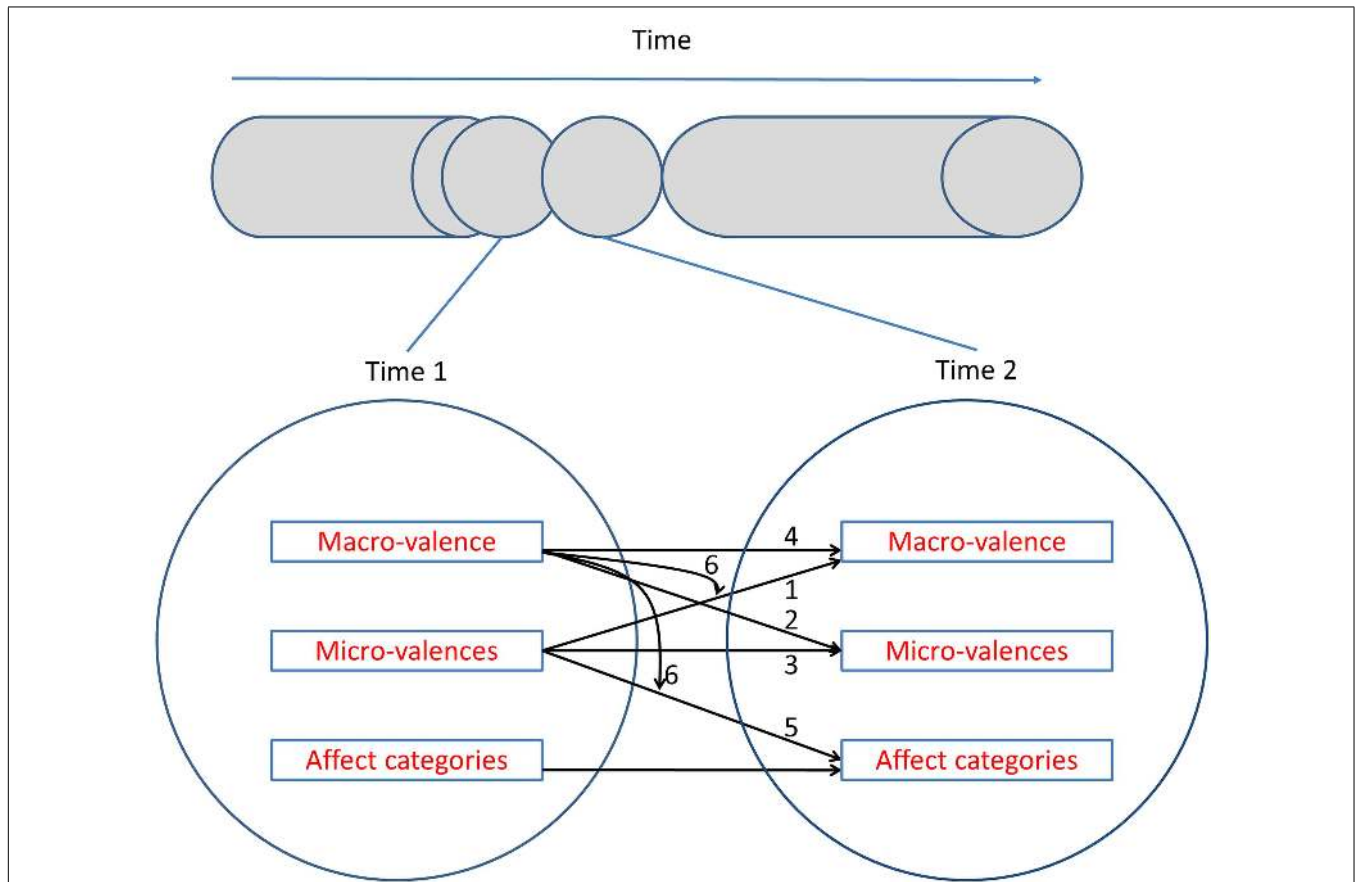 Time
Time 1
Time 2
Macro-valence
4
Macro-valence
6
1
2
Micro-valences
3
Micro-valences
6
5
Affect categories
Affect categories